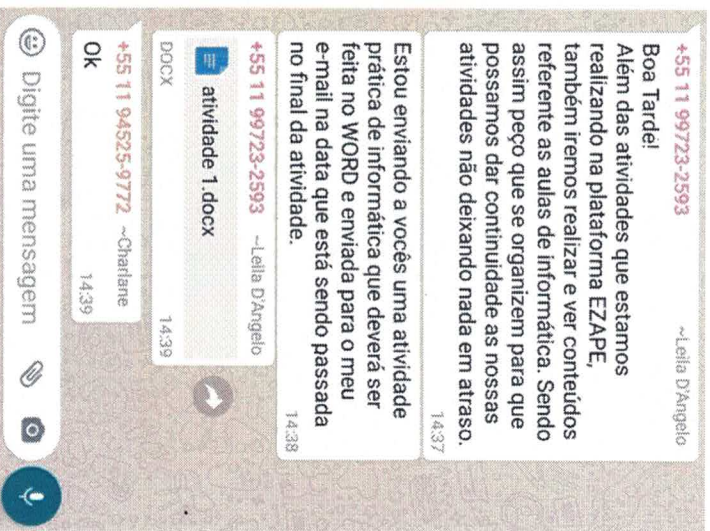 +55 11 99723-2593 ~Leila D'Angelo
Boa Tarde!
Além das atividades que estamos
realizando na plataforma EZAPE,
também iremos realizar e ver conteúdos
referente as aulas de informática. Sendo
assim peço que se organizem para que
possamos dar continuidade as nossas
atividades não deixando nada em atraso.
14:37
Estou enviando a vocês uma atividade
prática de informática que deverá ser
feita no WORD e enviada para o meu
e-mail na data que está sendo passada
no final da atividade.
14:38
+55 11 99723-2593 ~Leila D'Angelo
atividade 1.docx
DOCX 14:39
+55 11 94525-9772 ~Charlane
Ok
14:39
Digite uma mensagem